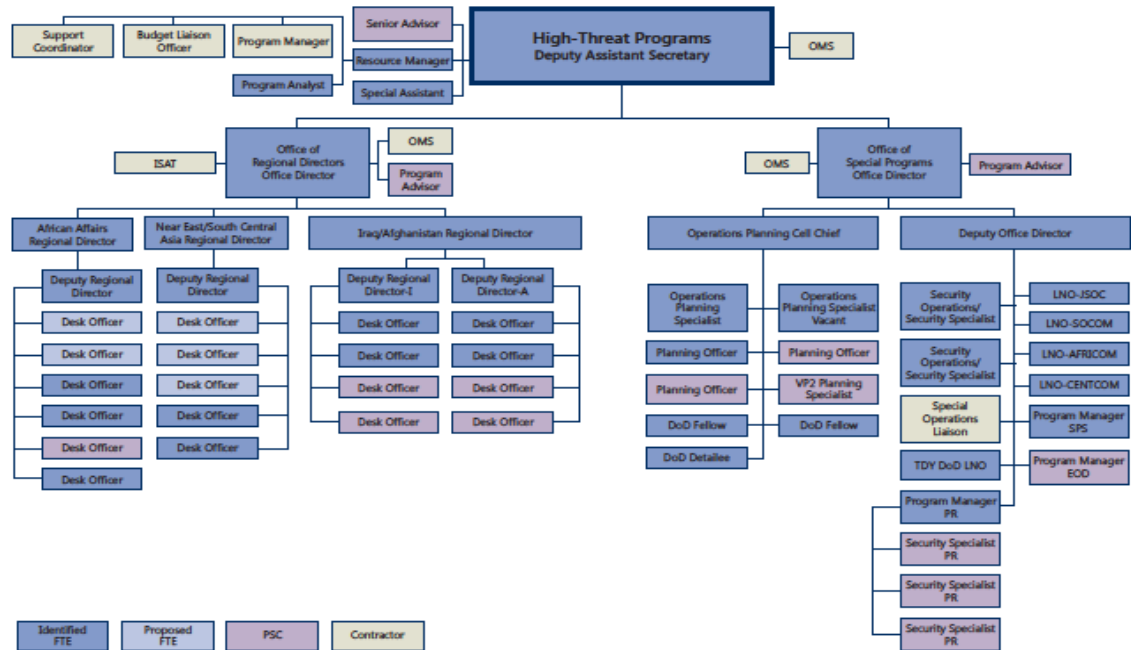 Support
Coordinator
Budget Liaison
Officer
Program Manager
Senior Advisor
Resource Manager
Program Analyst
Special Assistant
High-Threat Programs
Deputy Assistant Secretary
OMS
ISAT
Office of
Regional Directors
Office Director
OMS
Program
Advisor
OMS
Office of
Special Programs
Office Director
Program Advisor
African Affairs
Regional Director
Near East/South Central
Asia Regional Director
Iraq/Afghanistan Regional Director
Operations Planning Cell Chief
Deputy Office Director
Deputy Regional
Director
Desk Officer
Desk Officer
Desk Officer
Desk Officer
Desk Officer
Desk Officer
Deputy Regional
Director
Desk Officer
Desk Officer
Desk Officer
Desk Officer
Desk Officer
Deputy Regional
Director-I
Desk Officer
Desk Officer
Desk Officer
Desk Officer
Deputy Regional
Director-A
Desk Officer
Desk Officer
Desk Officer
Desk Officer
Operations
Planning
Specialist
Planning Officer
Planning Officer
DoD Fellow
DoD Detailee
Operations
Planning Specialist
Vacant
Planning Officer
VP2 Planning
Specialist
DoD Fellow
Security
Operations/
Security Specialist
Security
Operations/
Security Specialist
Special
Operations
Liaison
TDY DoD LNO
Program Manager
PR
Security Specialist
PR
Security Specialist
PR
Security Specialist
PR
LNO-JSOC
LNO-SOCOM
LNO-AFRICOM
LNO-CENTCOM
Program Manager
SPS
Program Manager
EOD
Identified
FTE
Proposed
FTE
PSC
Contractor